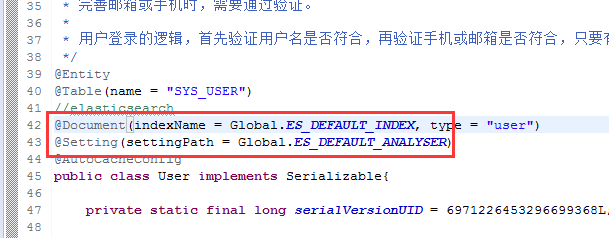 35 * 完善邮箱或手机时，需要通过验证。
36 *
37 * 用户登录的逻辑，首先验证用户名是否符合，再验证手机或邮箱是否符合，只要
38 */
39 @Entity
40 @Table(name = "SYS_USER")
41 //elasticsearch
42 @Document(indexName = Global.ES_DEFAULT_INDEX, type = "user")
43 @Setting(settingPath = Global.ES_DEFAULT_ANALYSER)
44 @AutoCacheConfig
45 public class User implements Serializable{
46
47 private static final long serialVersionUID = 6971226453296699368L;
48